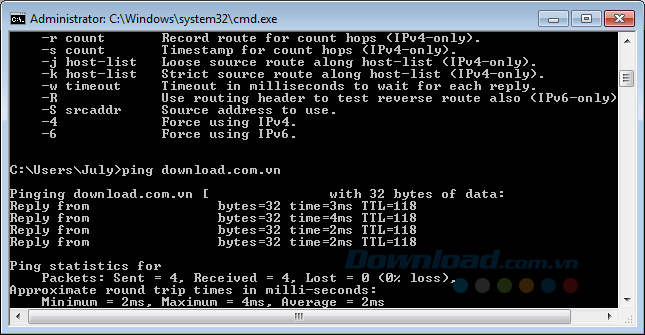 Administrator: C:\Windows\system32\cmd.exe
-r count Record route for count hops (IPv4-only).
-s count Timestamp for count hops (IPv4-only).
-j host-list Loose source route along host-list (IPv4-only).
-k host-list Strict source route along host-list (IPv4-only).
-w timeout Timeout in milliseconds to wait for each reply.
-R Use routing header to test reverse route also (IPv6-only)
-S srcaddr Source address to use.
-4 Force using IPv4.
-6 Force using IPv6.
C:\Users\July>ping download.com.vn
Pinging download.com.vn [ with 32 bytes of data:
Reply from bytes=32 time=3ms TTL=118
Reply from bytes=32 time=4ms TTL=118
Reply from bytes=32 time=2ms TTL=118
Reply from bytes=32 time=2ms TTL=118
Ping statistics for
Packets: Sent = 4, Received = 4, Lost = 0 (0% loss),
Approximate round trip times in milli-seconds:
Minimum = 2ms, Maximum = 4ms, Average = 2ms
Download.com.vn